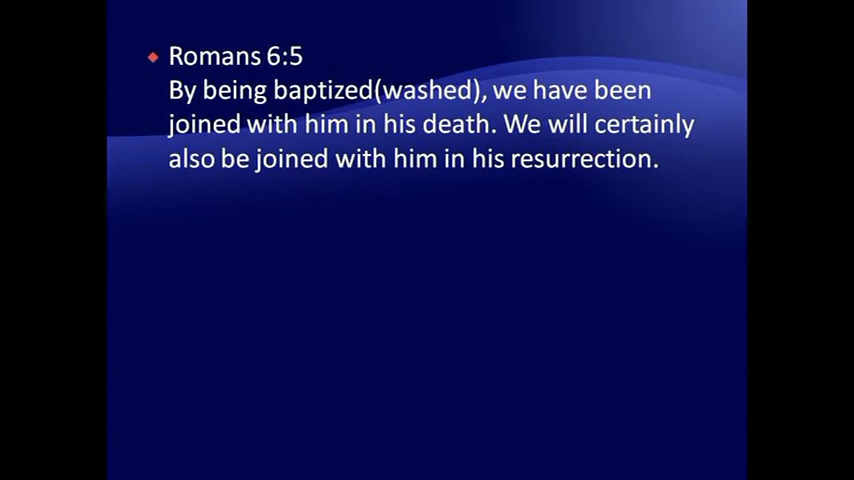 Romans 6:5
By being baptized(washed), we have been
joined with him in his death. We will certainly
also be joined with him in his resurrection.